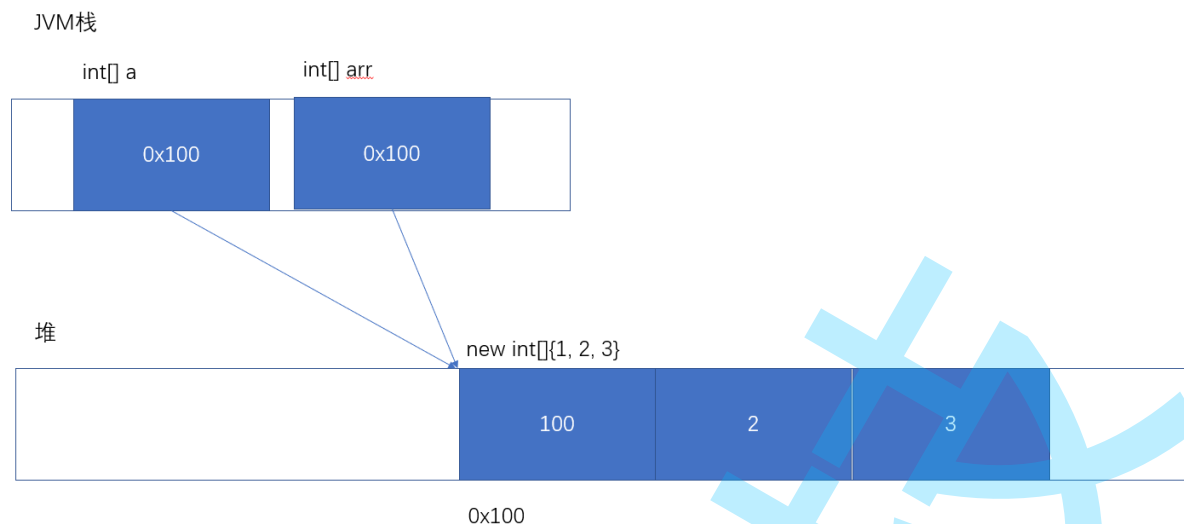 JVM栈
int[] a
int[] arr
0x100
0x100
堆
new int[]{1, 2, 3}
100
2
3
0x100